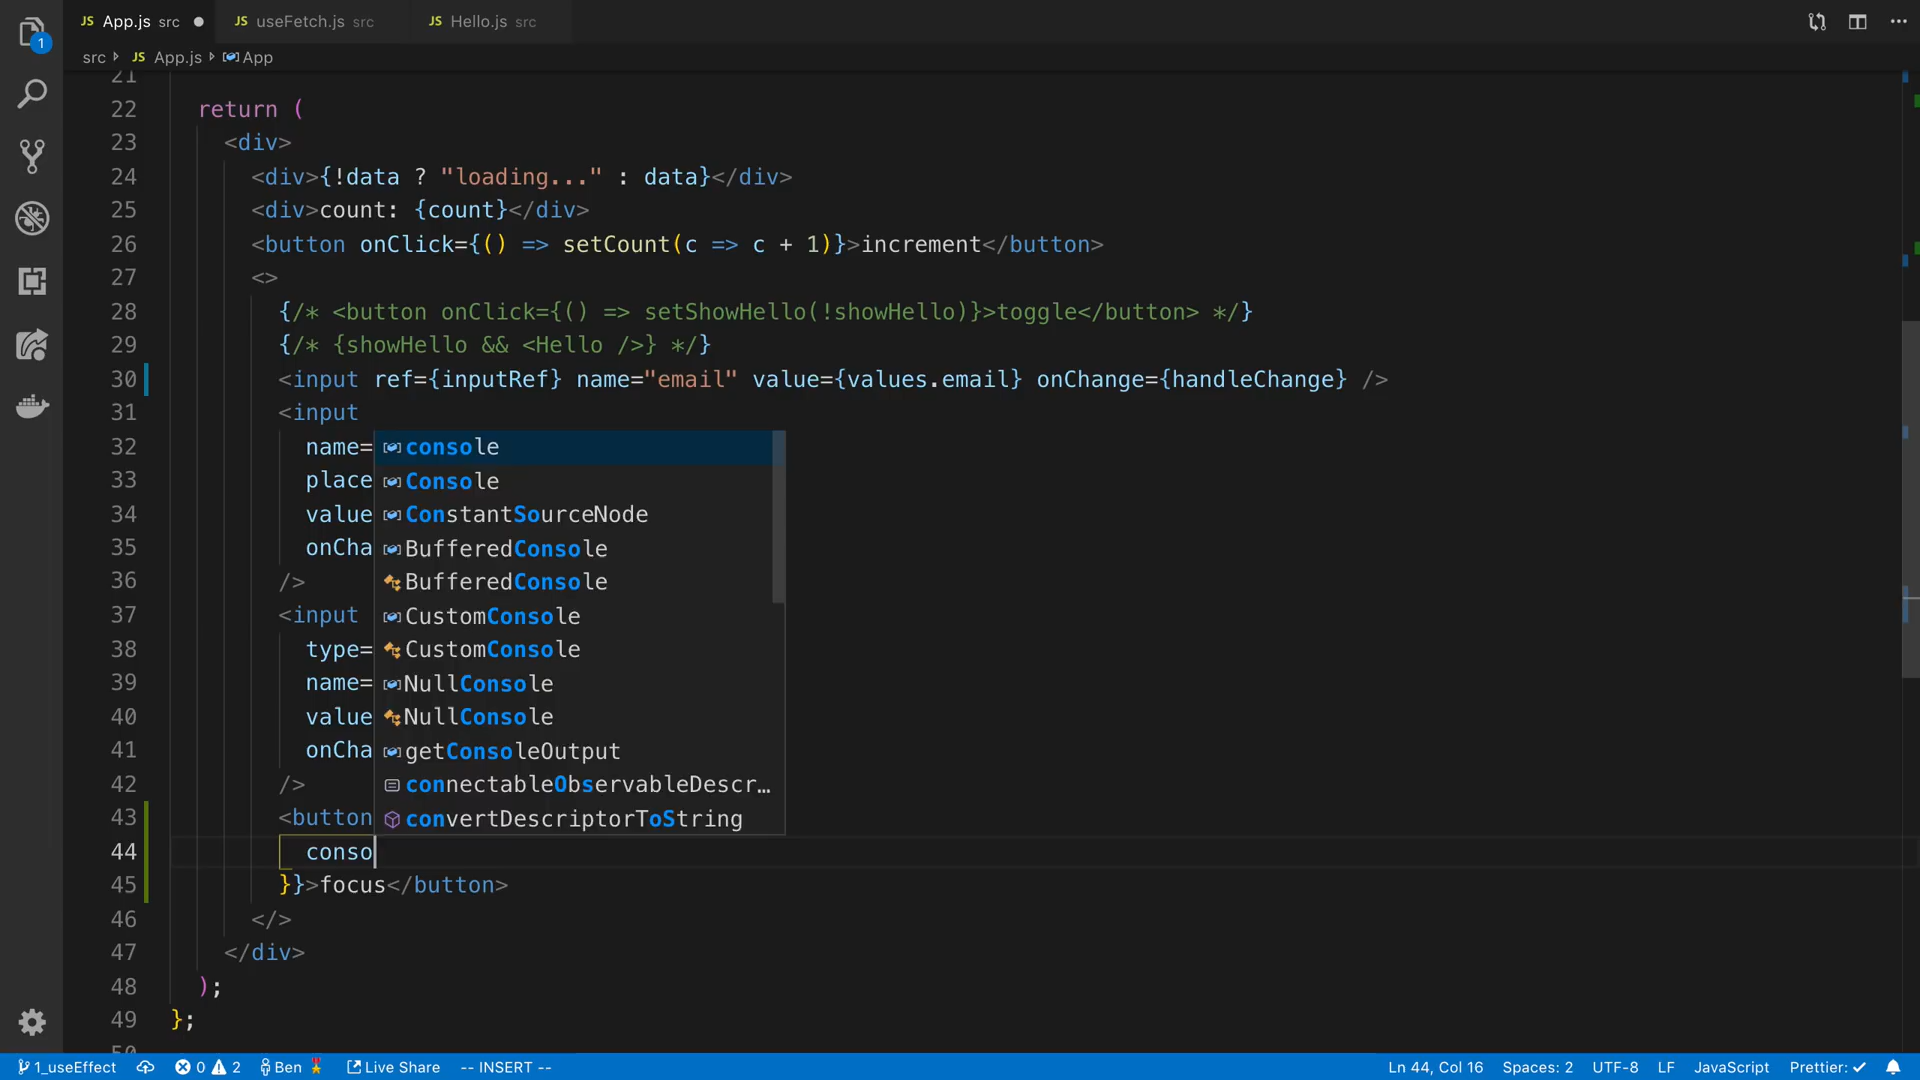 JS App.js src ● JS useFetch.js src JS Hello.js src
1
src JS App.js App
21
22 return (
23 <div>
24 <div>{!data ? "loading..." : data}</div>
25 <div>count: {count}</div>
26 <button onClick={() => setCount(c => c + 1)}>increment</button>
27 <>
28 {/* <button onClick={() => setShowHello(!showHello)}>toggle</button> */}
29 {/* {showHello && <Hello />} */}
30 <input ref={inputRef} name="email" value={values.email} onChange={handleChange} />
31 <input
32 name= console
33 place Console
34 value ConstantSourceNode
35 onCha BufferedConsole
36 /> BufferedConsole
37 <input CustomConsole
38 type= CustomConsole
39 name= NullConsole
40 value NullConsole
41 onCha getConsoleOutput
42 /> connectableObservableDescr…
43 <button convertDescriptorToString
44 conso
45 }}>focus</button>
46 </>
47 </div>
48 );
49 };
50
1_useEffect 0 2 Ben Live Share -- INSERT -- Ln 44, Col 16 Spaces: 2 UTF-8 LF JavaScript Prettier: ✓